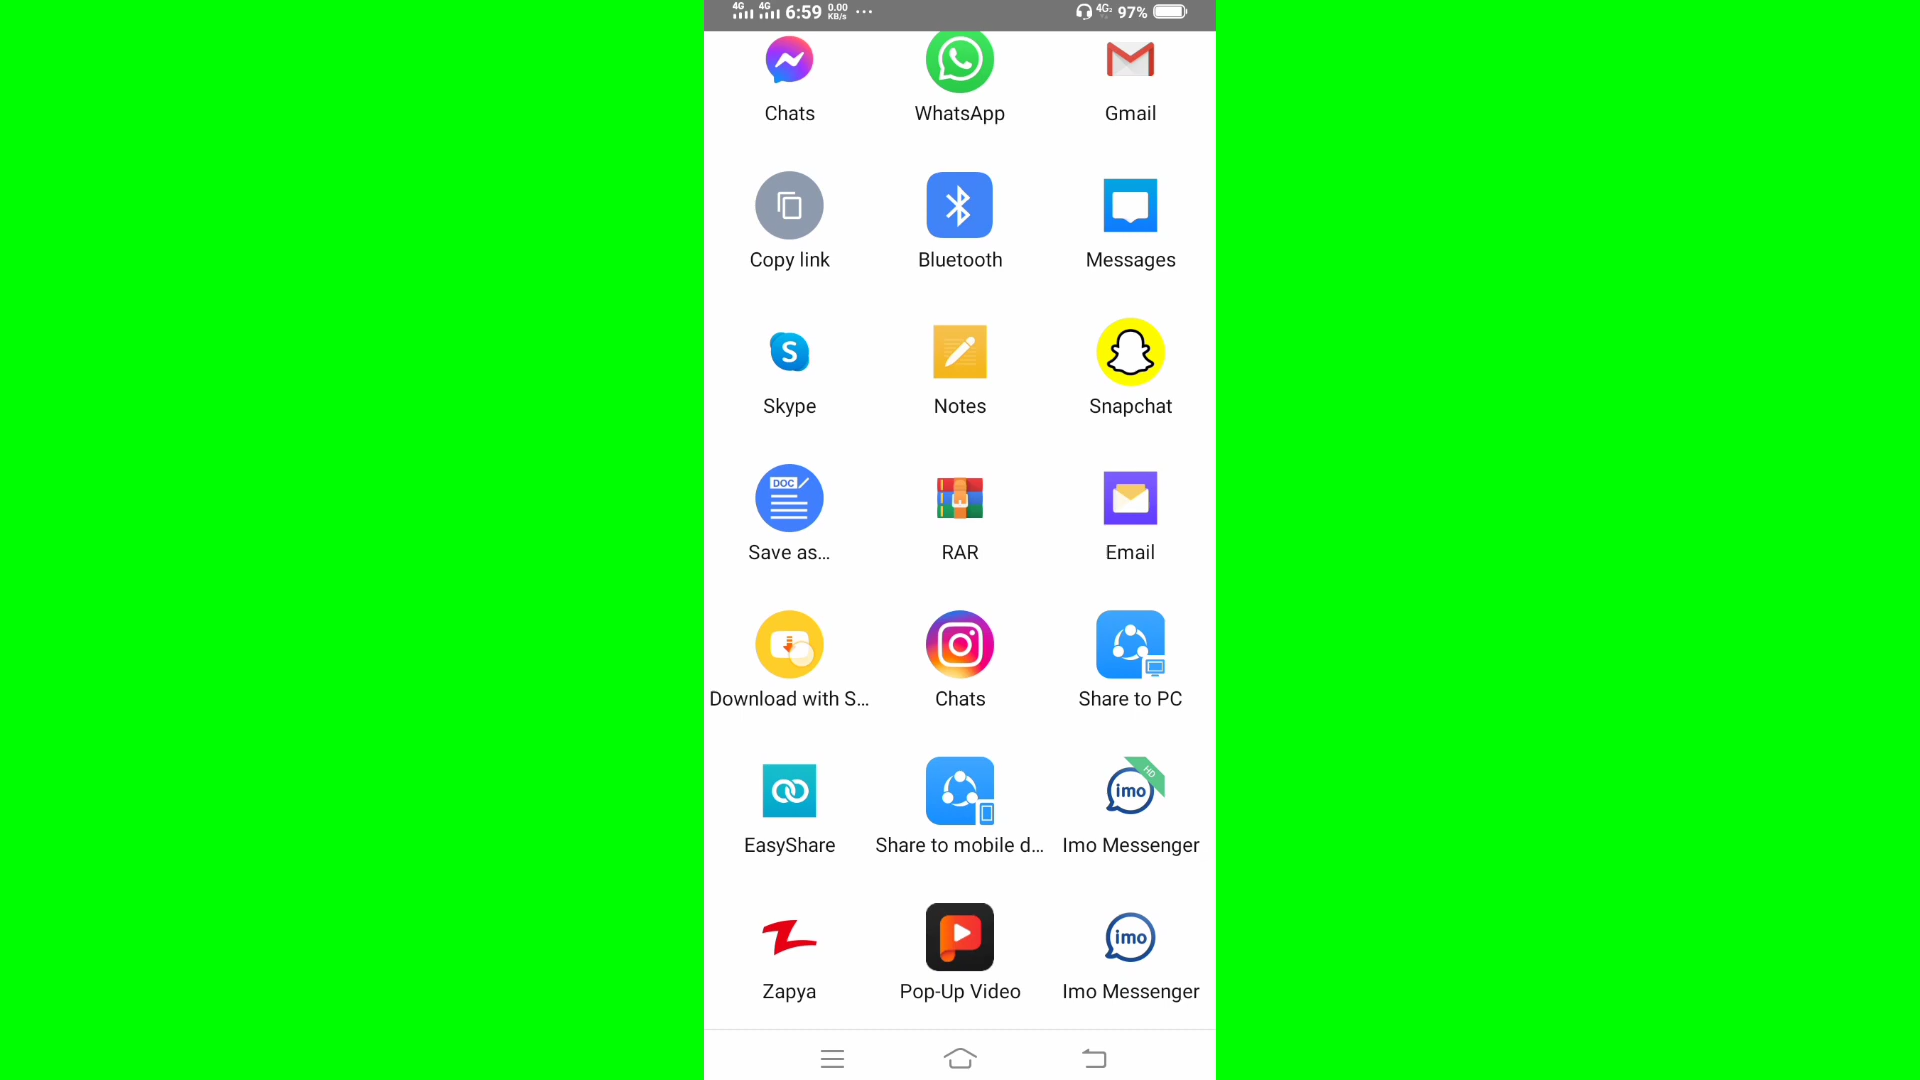 4G 4G 6:59 0.00 KB/s ... 4G 97%
Chats WhatsApp Gmail
Copy link Bluetooth Messages
S
Skype Notes Snapchat
DOC
Save as... RAR Email
Download with S... Chats Share to PC
HD
imo
EasyShare Share to mobile d... Imo Messenger
imo
Zapya Pop-Up Video Imo Messenger